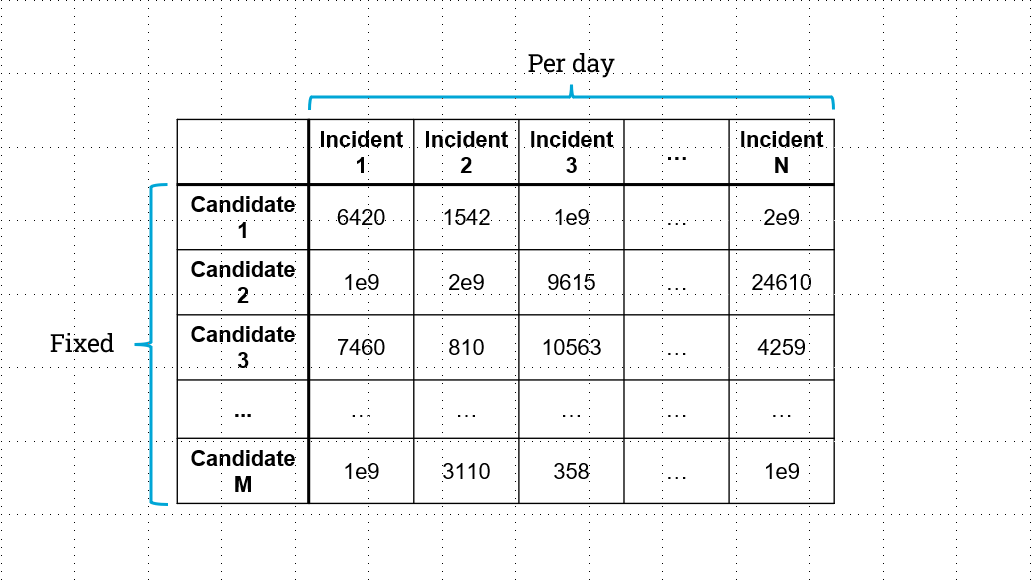 Per day
Incident 1 Incident 2 Incident 3 … Incident N
Fixed
Candidate 1 6420 1542 1e9 … 2e9
Candidate 2 1e9 2e9 9615 … 24610
Candidate 3 7460 810 10563 … 4259
... … … … … …
Candidate M 1e9 3110 358 … 1e9